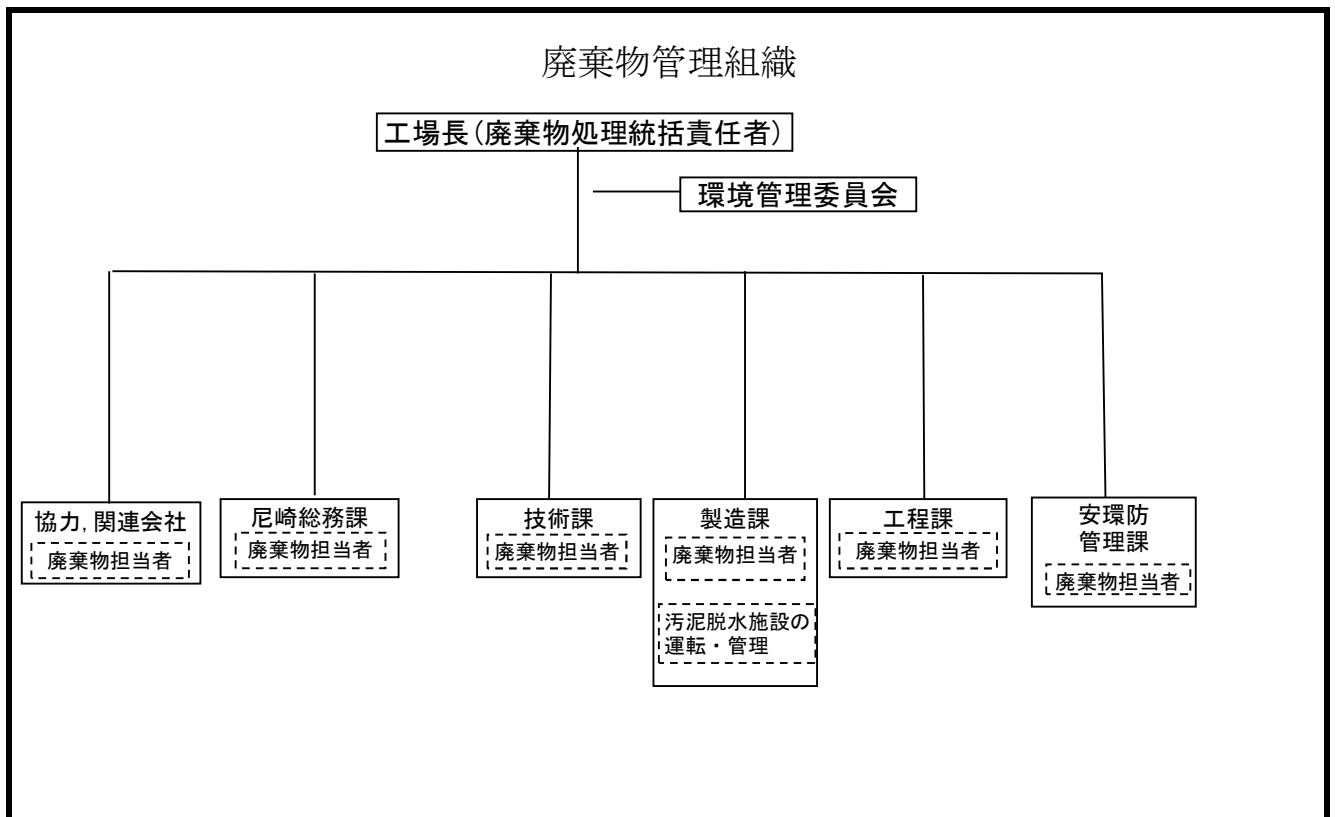 廃棄物管理組織
工場長（廃棄物処理統括責任者）
環境管理委員会
協力，関連会社
廃棄物担当者
尼崎総務課
廃棄物担当者
技術課
廃棄物担当者
製造課
廃棄物担当者
汚泥脱水施設の
運転・管理
工程課
廃棄物担当者
安環防
管理課
廃棄物担当者